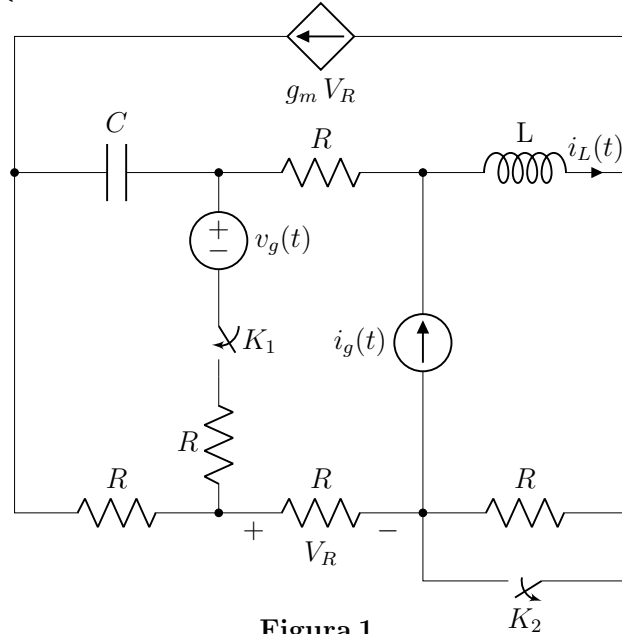 g_m V_R
C
R
L
i_L(t)
+
−
v_g(t)
K_1
i_g(t)
R
R
R
R
+
V_R
−
K_2
Figura 1